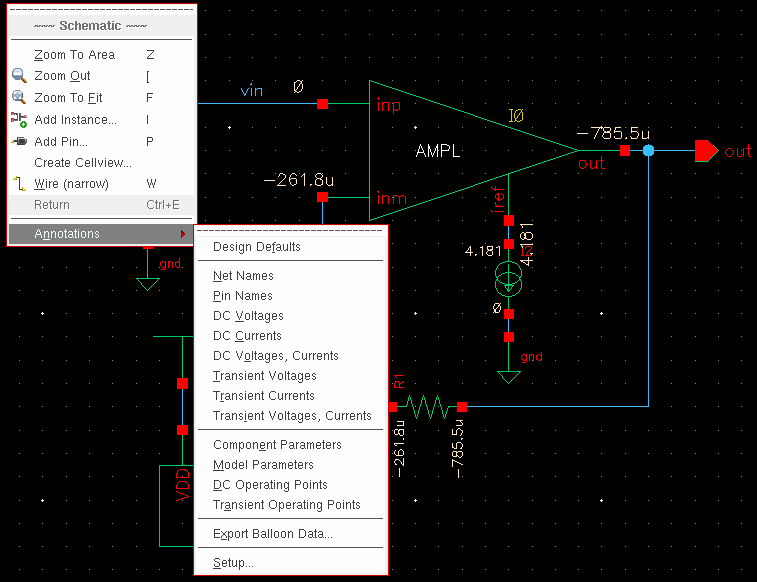 ~~~ Schematic ~~~
Zoom To Area Z
Zoom Out [
Zoom To Fit F
Add Instance... I
Add Pin... P
Create Cellview...
Wire (narrow) W
Return Ctrl+E
Annotations
Design Defaults
Net Names
Pin Names
DC Voltages
DC Currents
DC Voltages, Currents
Transient Voltages
Transient Currents
Transient Voltages, Currents
Component Parameters
Model Parameters
DC Operating Points
Transient Operating Points
Export Balloon Data...
Setup...
vin 0
inp
I0
-785.5u
AMPL
out
out
-261.8u
inm
iref
4.181
4.181
0
gnd
gnd
R1
-261.8u
-785.5u
VDD